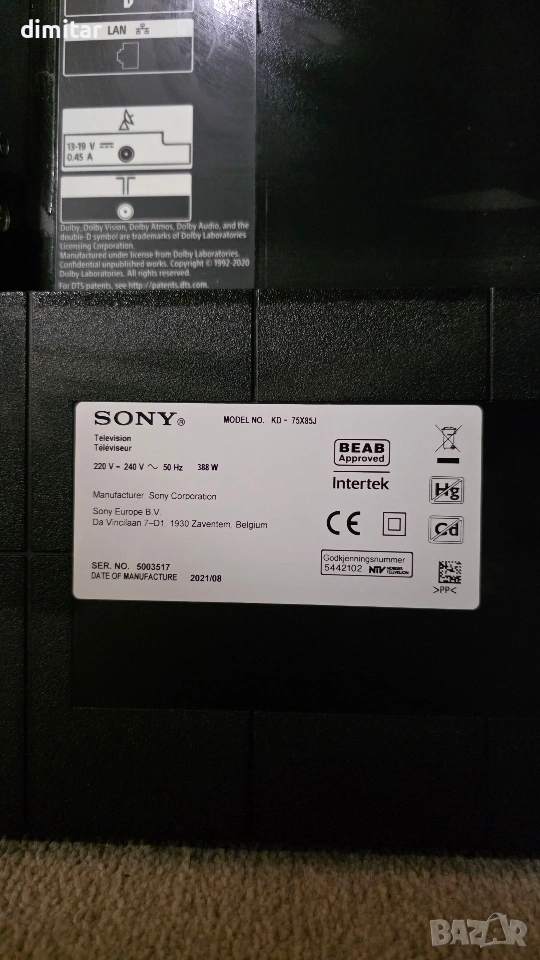 dimitar
LAN
13-19 V
0.45 A
Dolby, Dolby Vision, Dolby Atmos, Dolby Audio, and the
double-D symbol are trademarks of Dolby Laboratories
Licensing Corporation.
Manufactured under license from Dolby Laboratories.
Confidential unpublished works. Copyright © 1992-2020
Dolby Laboratories. All rights reserved.
For DTS patents, see http://patents.dts.com.
SONY®
MODEL NO. KD - 75X85J
Television
Téléviseur
220 V - 240 V ~ 50 Hz 388 W
BEAB
Approved
Intertek
Hg
Cd
Manufacturer Sony Corporation
Sony Europe B.V.
Da Vincilaan 7-D1, 1930 Zaventem, Belgium
CE
Godkjenningsnummer
5442102 NTV NORGES TELEVISJON
SER. NO. 5003517
DATE OF MANUFACTURE 2021/08
>PP<
BAZAR